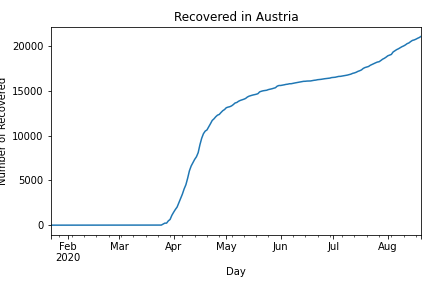 Recovered in Austria
Number of Recovered
20000
15000
10000
5000
0
Feb Mar Apr May Jun Jul Aug
2020
Day